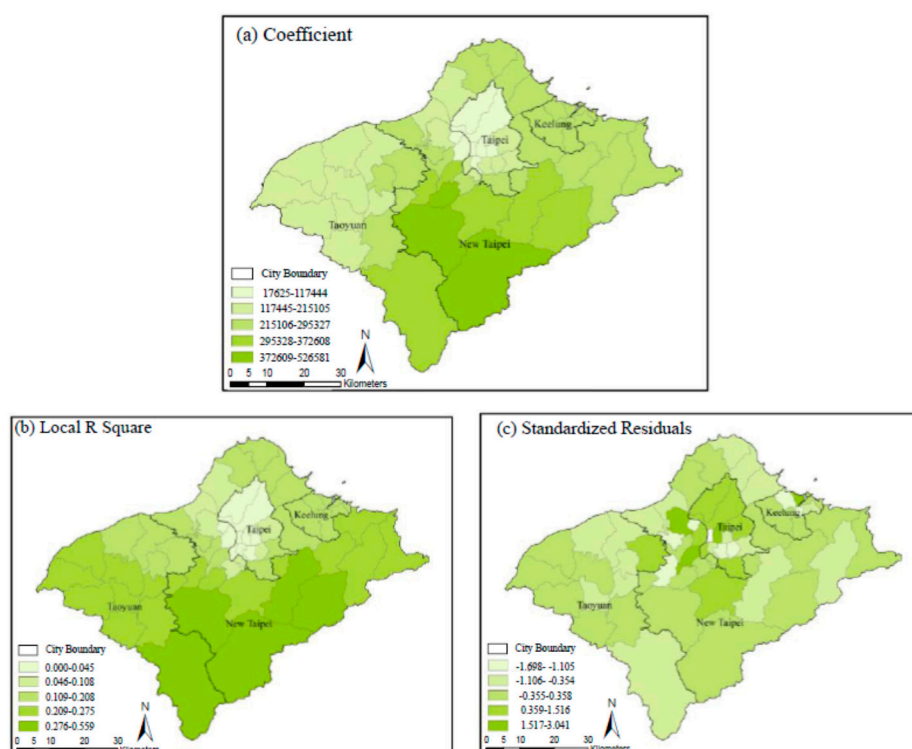 (a) Coefficient
Taipei
Keelung
Taoyuan
New Taipei
City Boundary
17625-117444
117445-215105
215106-295327
295328-372608
372609-526581
N
0 5 10 20 30
Kilometers
(b) Local R Square
Taipei
Keelung
Taoyuan
New Taipei
City Boundary
0.000-0.045
0.046-0.108
0.109-0.208
0.209-0.275
0.276-0.559
N
0 5 10 20 30
Kilometers
(c) Standardized Residuals
Taipei
Keelung
Taoyuan
New Taipei
City Boundary
-1.698- -1.105
-1.106- -0.354
-0.355-0.358
0.359-1.516
1.517-3.041
N
0 5 10 20 30
Kilometers